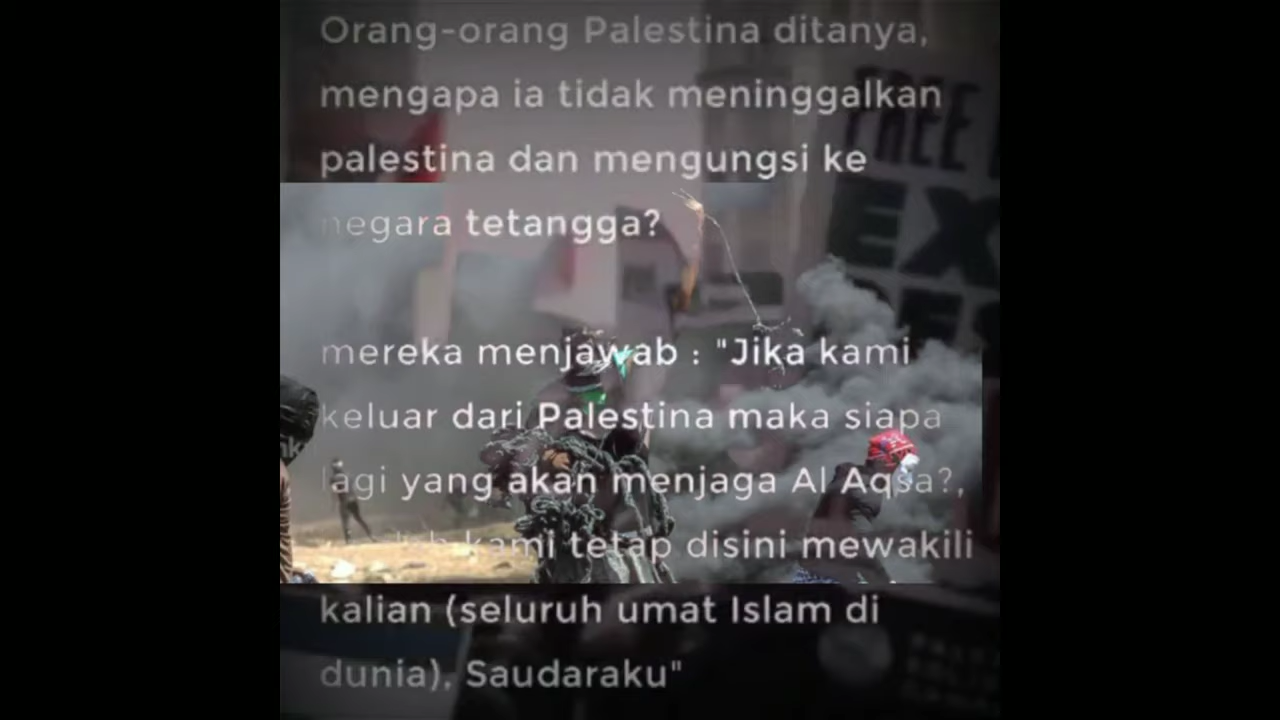 Orang-orang Palestina ditanya,
mengapa ia tidak meninggalkan
palestina dan mengungsi ke
negara tetangga?
mereka menjawab : "Jika kami
keluar dari Palestina maka siapa
lagi yang akan menjaga Al Aqsa?,
kami tetap disini mewakili
kalian (seluruh umat Islam di
dunia), Saudaraku"
FREE
EX